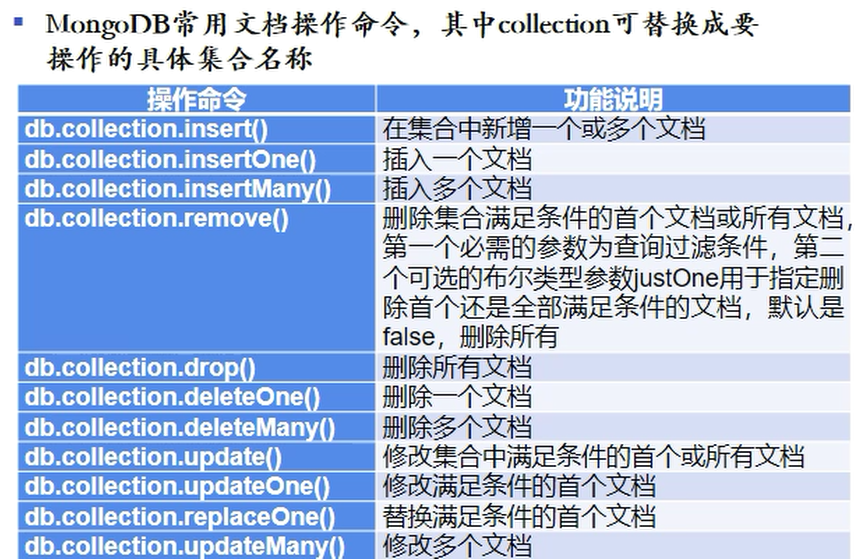 MongoDB常用文档操作命令，其中collection可替换成要
操作的具体集合名称
操作命令 功能说明
db.collection.insert() 在集合中新增一个或多个文档
db.collection.insertOne() 插入一个文档
db.collection.insertMany() 插入多个文档
db.collection.remove() 删除集合满足条件的首个文档或所有文档，
第一个必需的参数为查询过滤条件，第二
个可选的布尔类型参数justOne用于指定删
除首个还是全部满足条件的文档，默认是
false，删除所有
db.collection.drop() 删除所有文档
db.collection.deleteOne() 删除一个文档
db.collection.deleteMany() 删除多个文档
db.collection.update() 修改集合中满足条件的首个或所有文档
db.collection.updateOne() 修改满足条件的首个文档
db.collection.replaceOne() 替换满足条件的首个文档
db.collection.updateMany() 修改多个文档